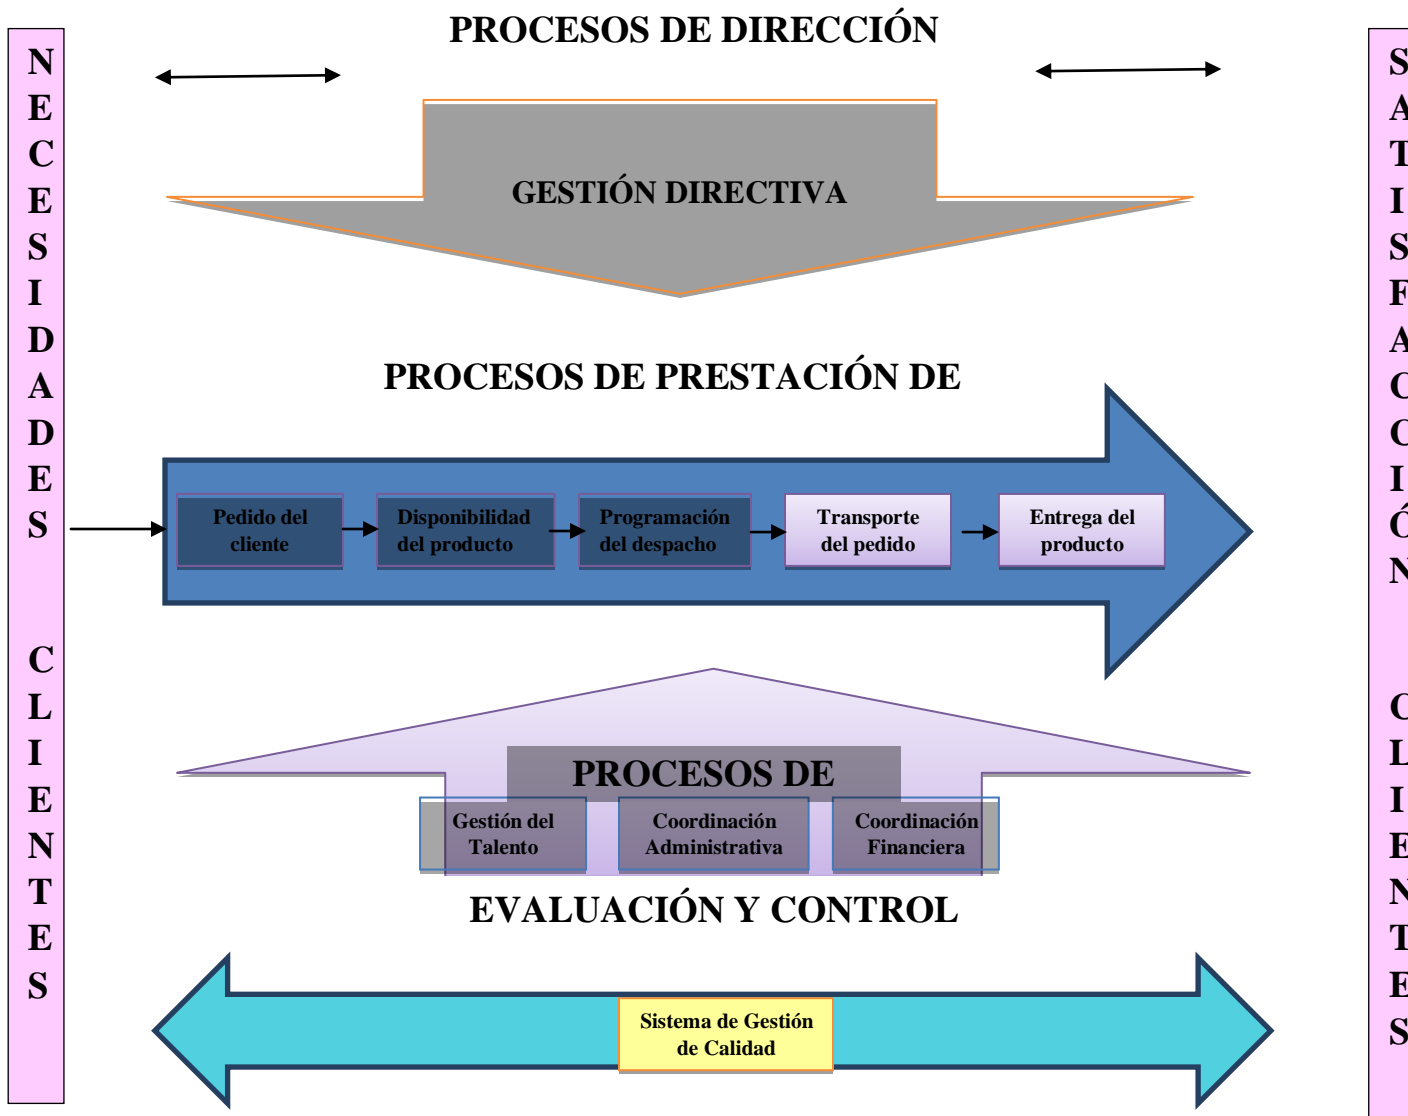 PROCESOS DE DIRECCIÓN
NECESIDADES CLIENTES
GESTIÓN DIRECTIVA
PROCESOS DE PRESTACIÓN DE
Pedido del
cliente
Disponibilidad
del producto
Programación
del despacho
Transporte
del pedido
Entrega del
producto
PROCESOS DE
Gestión del
Talento
Coordinación
Administrativa
Coordinación
Financiera
EVALUACIÓN Y CONTROL
Sistema de Gestión
de Calidad
SATISFACCIÓN CLIENTES